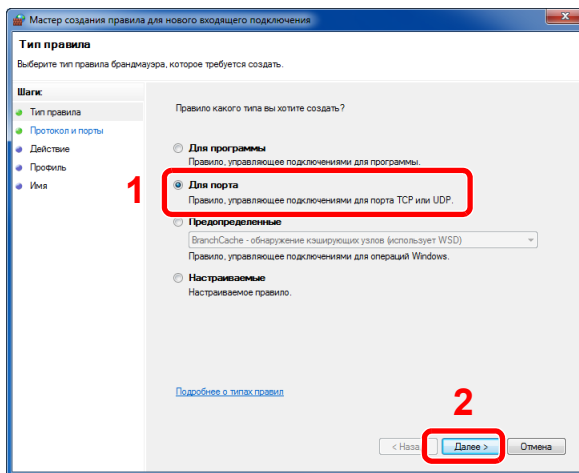 Мастер создания правила для нового входящего подключения
Тип правила
Выберите тип правила брандмауэра, которое требуется создать.
Шаги:
Тип правила
Протокол и порты
Действие
Профиль
Имя
Правило какого типа вы хотите создать?
Для программы
Правило, управляющее подключениями для программы.
1
Для порта
Правило, управляющее подключениями для порта TCP или UDP.
Предопределенные
BranchCache - обнаружение кэширующих узлов (использует WSD)
Правило, управляющее подключениями для операций Windows.
Настраиваемые
Настраиваемое правило.
Подробнее о типах правил
2
< Наза
Далее >
Отмена